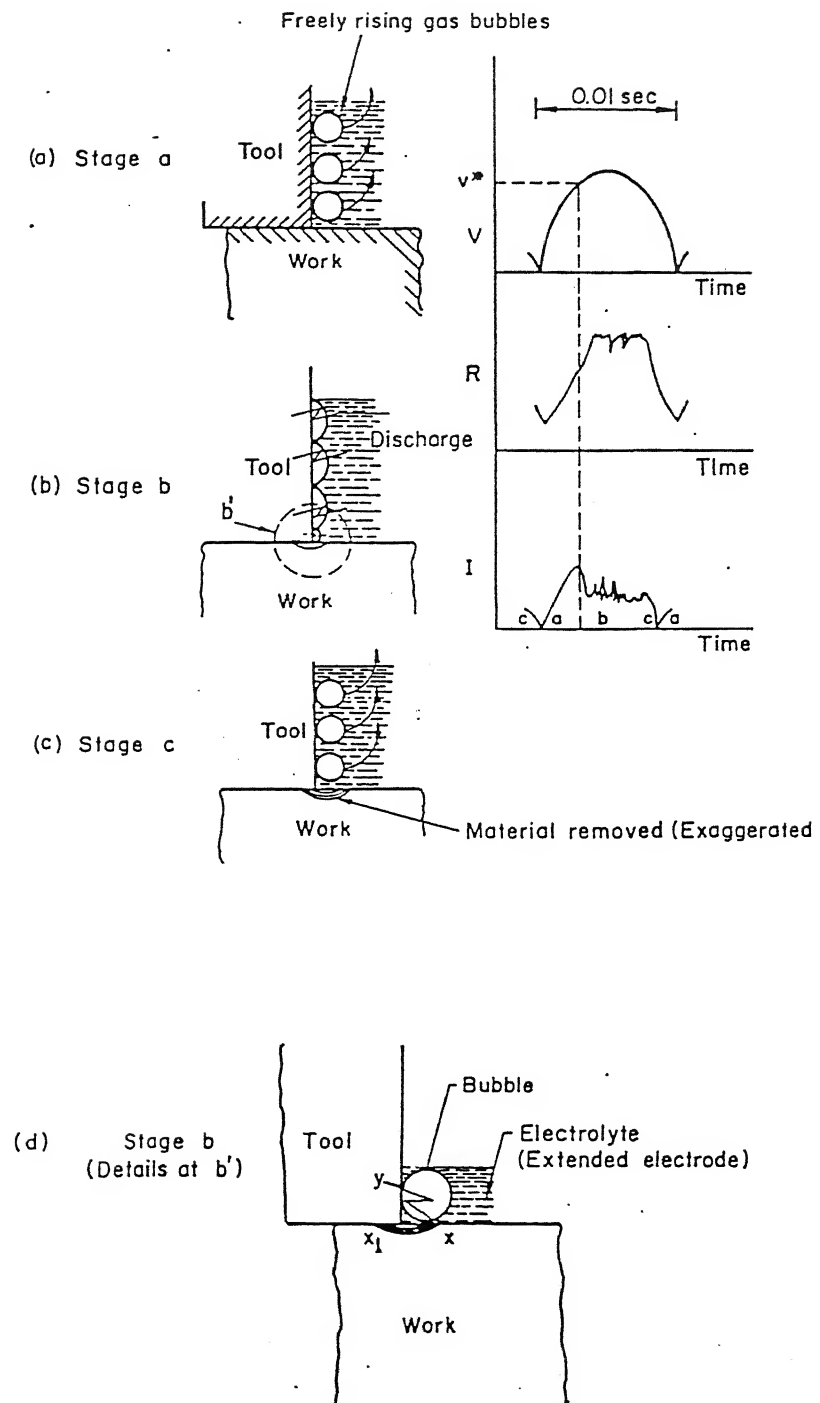 Freely rising gas bubbles
(a) Stage a
Tool
Work
0.01 sec
v*
V
Time
R
Time
I
c a b c a
Time
(b) Stage b
Tool
Discharge
b'
Work
(c) Stage c
Tool
Work
Material removed (Exaggerated
(d) Stage b
(Details at b')
Tool
Bubble
Electrolyte
(Extended electrode)
y
x₁ x
Work